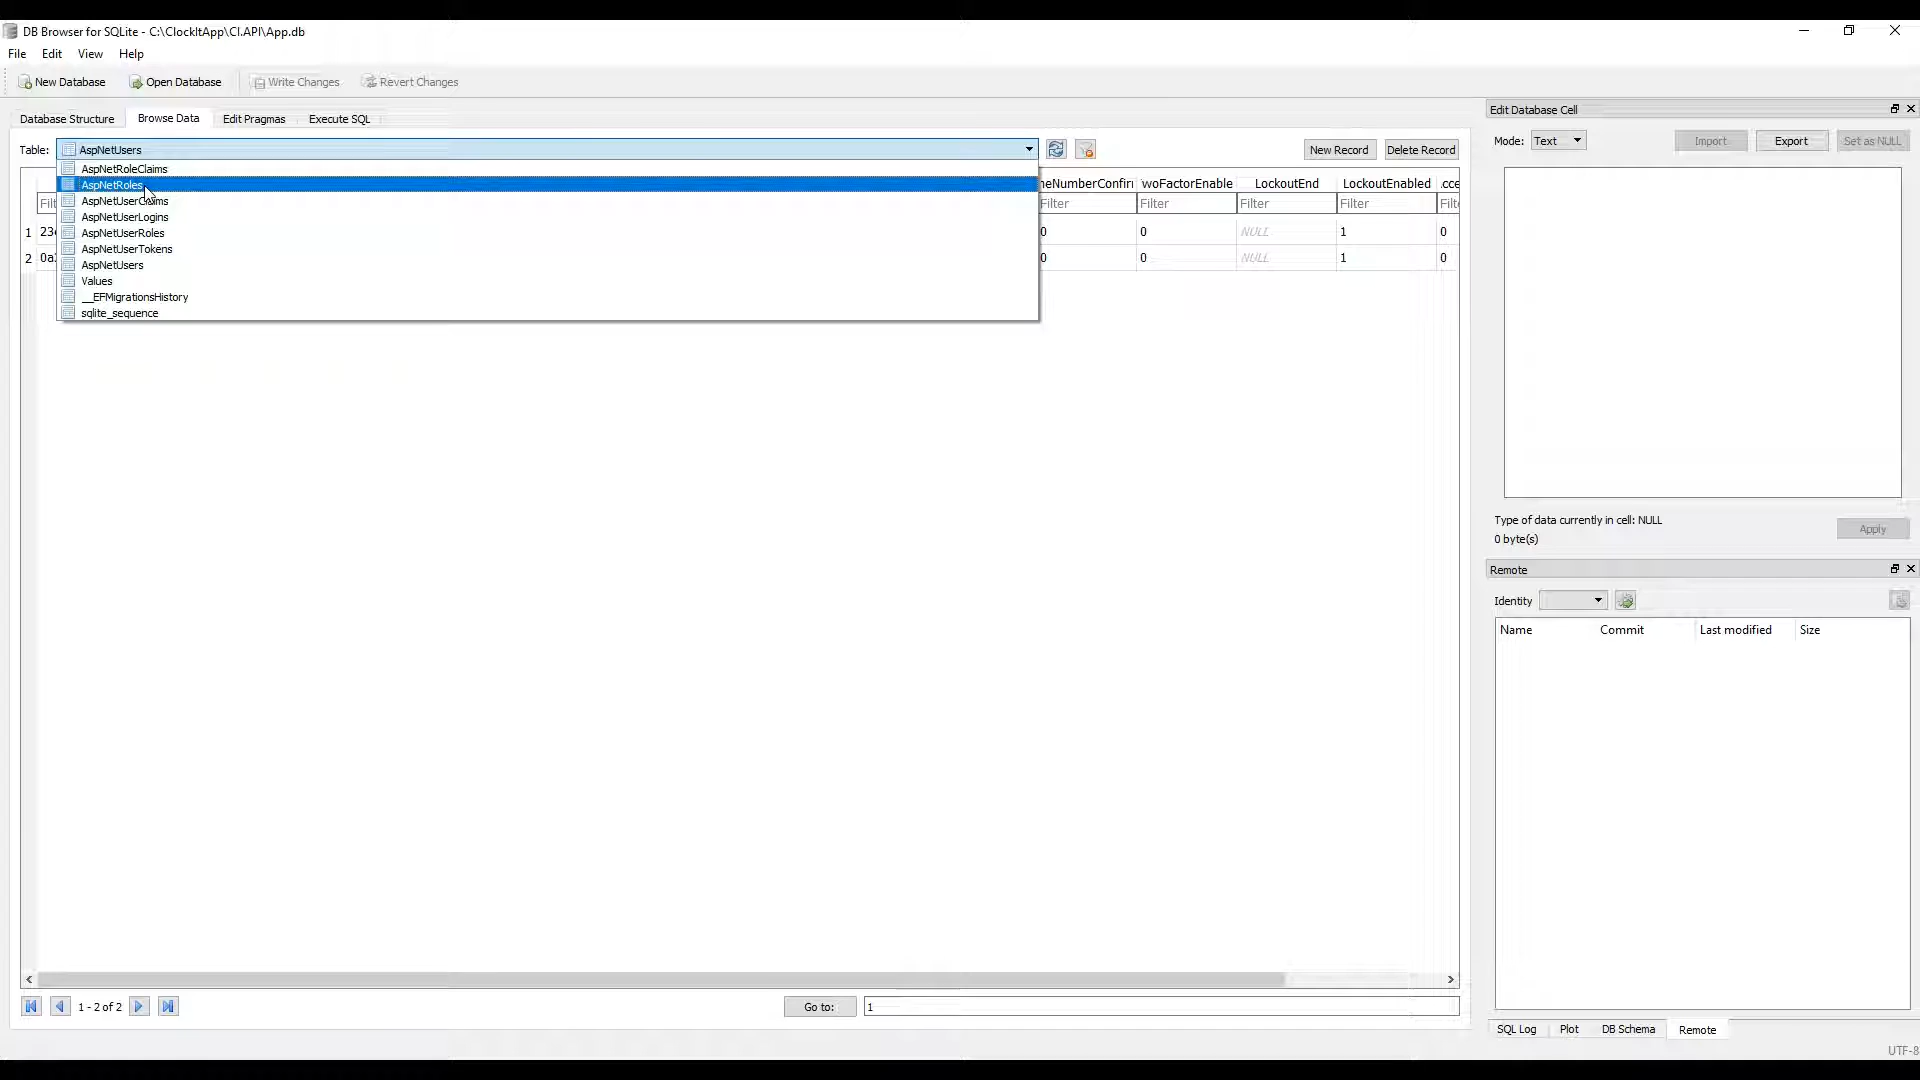 DB Browser for SQLite - C:\ClockItApp\CI.API\App.db
File Edit View Help
New Database Open Database Write Changes Revert Changes
Database Structure Browse Data Edit Pragmas Execute SQL
Table: AspNetUsers New Record Delete Record
AspNetRoleClaims
AspNetRoles
AspNetUserClaims
AspNetUserLogins
AspNetUserRoles
AspNetUserTokens
AspNetUsers
Values
__EFMigrationsHistory
sqlite_sequence
neNumberConfirı woFactorEnable LockoutEnd LockoutEnabled .cce
Filt Filter Filter Filter Filter Filt
1 23 0 0 NULL 1 0
2 0a 0 0 NULL 1 0
1 - 2 of 2 Go to: 1
Edit Database Cell
Mode: Text Import Export Set as NULL
Type of data currently in cell: NULL
0 byte(s)
Apply
Remote
Identity
Name Commit Last modified Size
SQL Log Plot DB Schema Remote
UTF-8